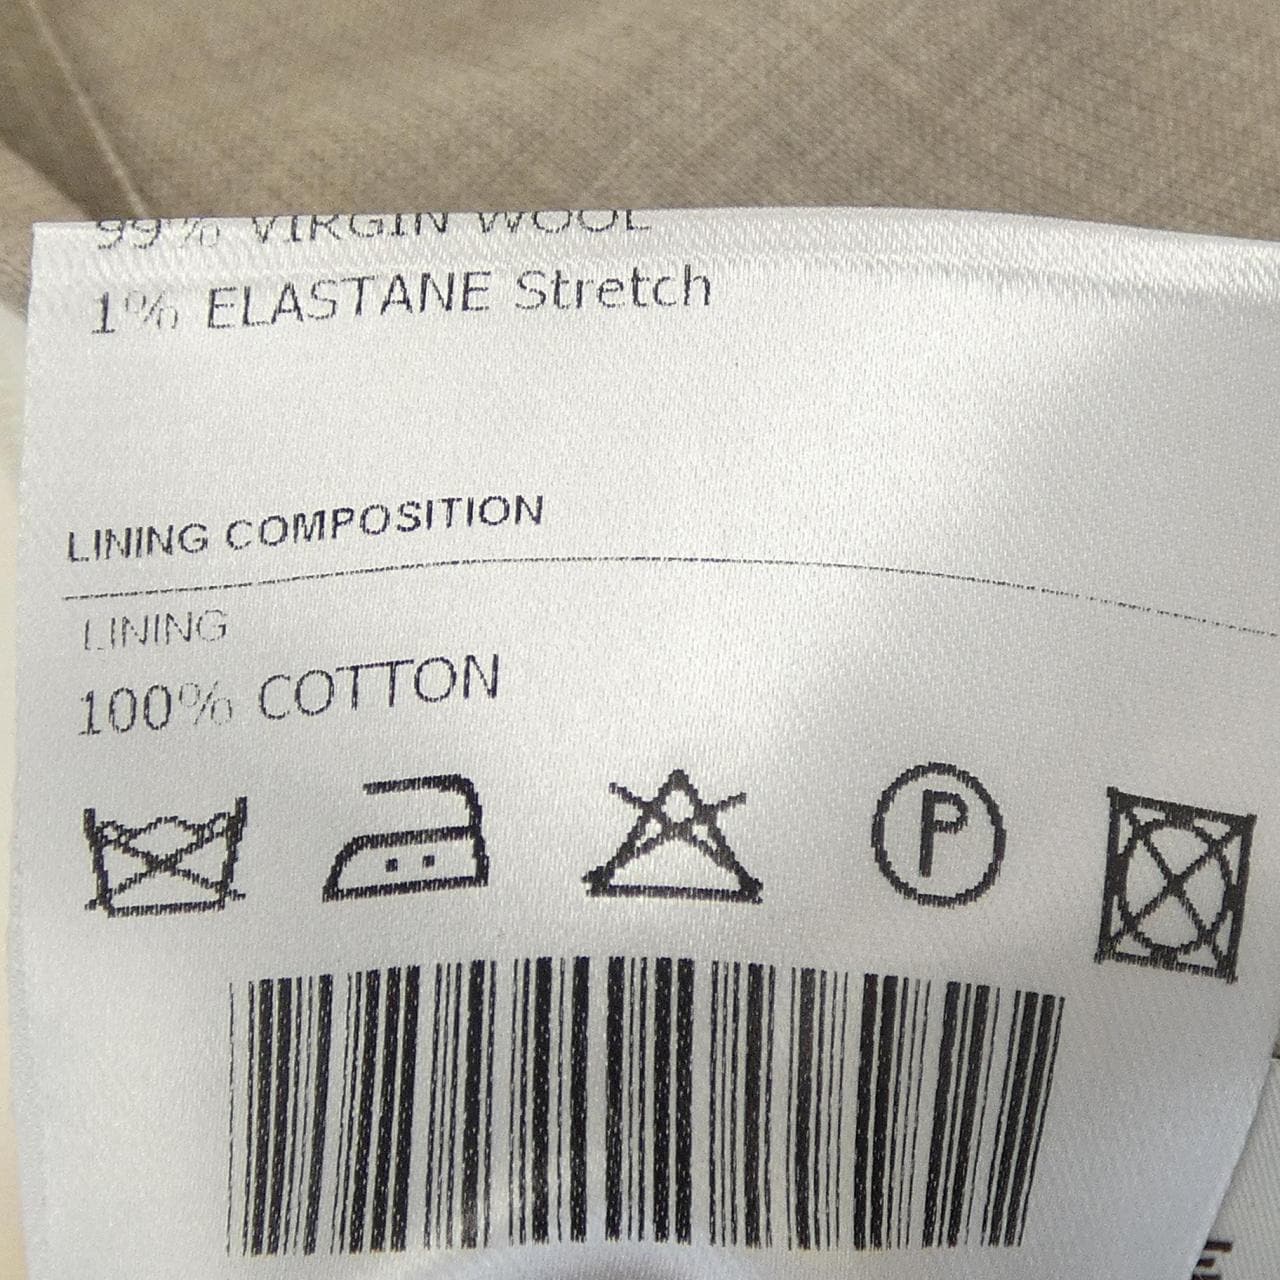 99% VIRGIN WOOL
1% ELASTANE Stretch
LINING COMPOSITION
LINING
100% COTTON
P